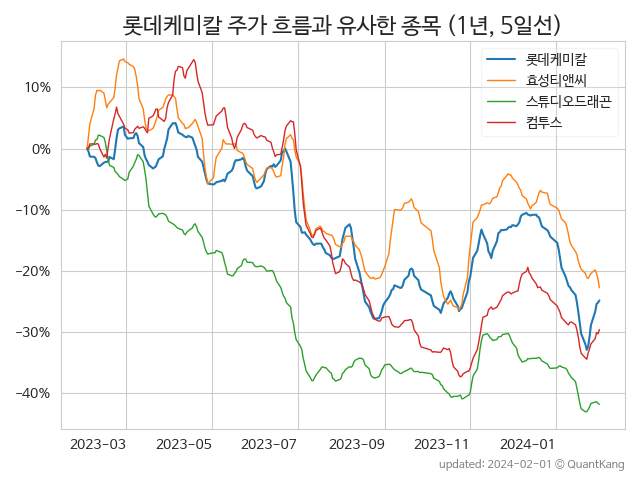 롯데케미칼 주가 흐름과 유사한 종목 (1년, 5일선)
롯데케미칼
효성티앤씨
스튜디오드래곤
컴투스
10%
0%
−10%
−20%
−30%
−40%
2023-03 2023-05 2023-07 2023-09 2023-11 2024-01
updated: 2024-02-01 © QuantKang